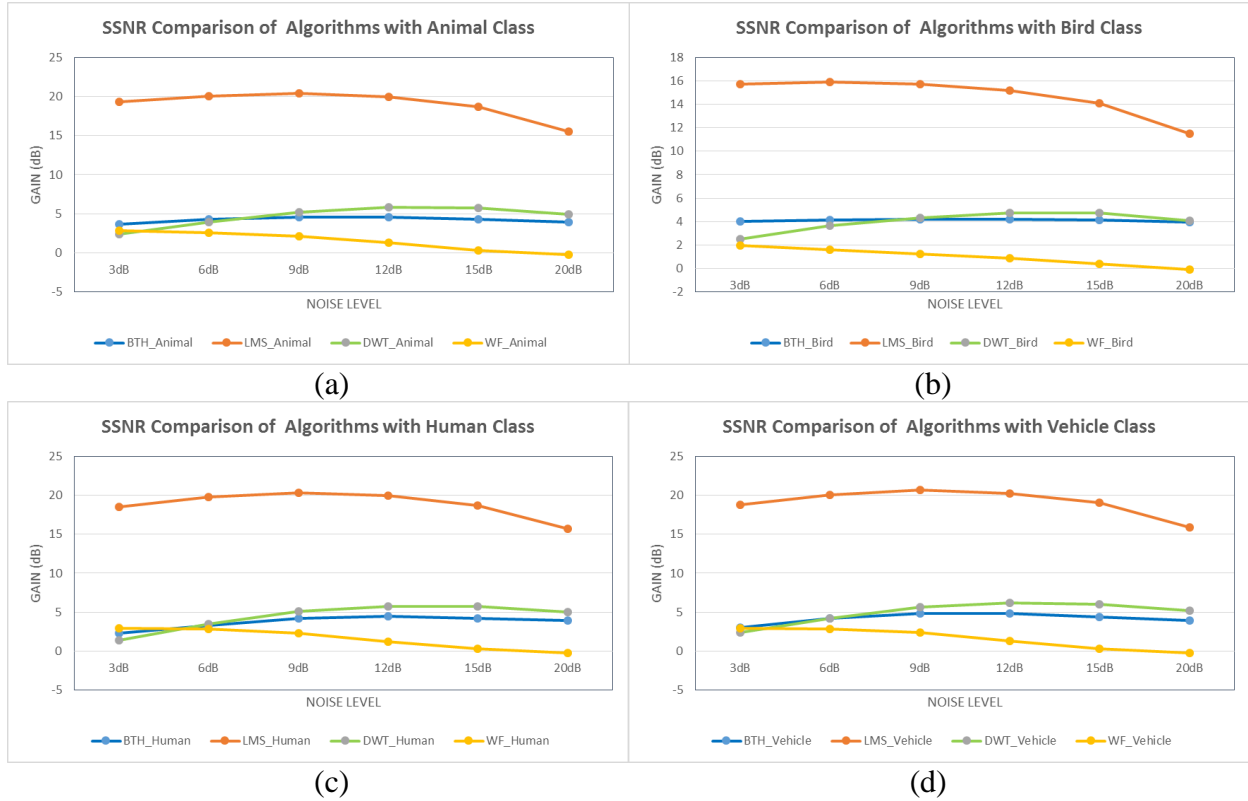 SSNR Comparison of Algorithms with Animal Class
GAIN (dB)
25
20
15
10
5
0
-5
3dB 6dB 9dB 12dB 15dB 20dB
NOISE LEVEL
BTH_Animal LMS_Animal DWT_Animal WF_Animal
(a)
SSNR Comparison of Algorithms with Bird Class
GAIN (dB)
18
16
14
12
10
8
6
4
2
0
-2
3dB 6dB 9dB 12dB 15dB 20dB
NOISE LEVEL
BTH_Bird LMS_Bird DWT_Bird WF_Bird
(b)
SSNR Comparison of Algorithms with Human Class
GAIN (dB)
25
20
15
10
5
0
-5
3dB 6dB 9dB 12dB 15dB 20dB
NOISE LEVEL
BTH_Human LMS_Human DWT_Human WF_Human
(c)
SSNR Comparison of Algorithms with Vehicle Class
GAIN (dB)
25
20
15
10
5
0
-5
3dB 6dB 9dB 12dB 15dB 20dB
NOISE LEVEL
BTH_Vehicle LMS_Vehicle DWT_Vehicle WF_Vehicle
(d)